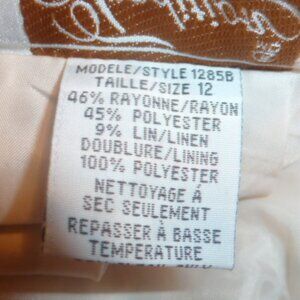 MODELE/STYLE 1285B
TAILLE/SIZE 12
46% RAYONNE/RAYON
45% POLYESTER
9% LIN/LINEN
DOUBLURE/LINING
100% POLYESTER
NETTOYAGE À
SEC SEULEMENT
REPASSER À BASSE
TEMPERATURE